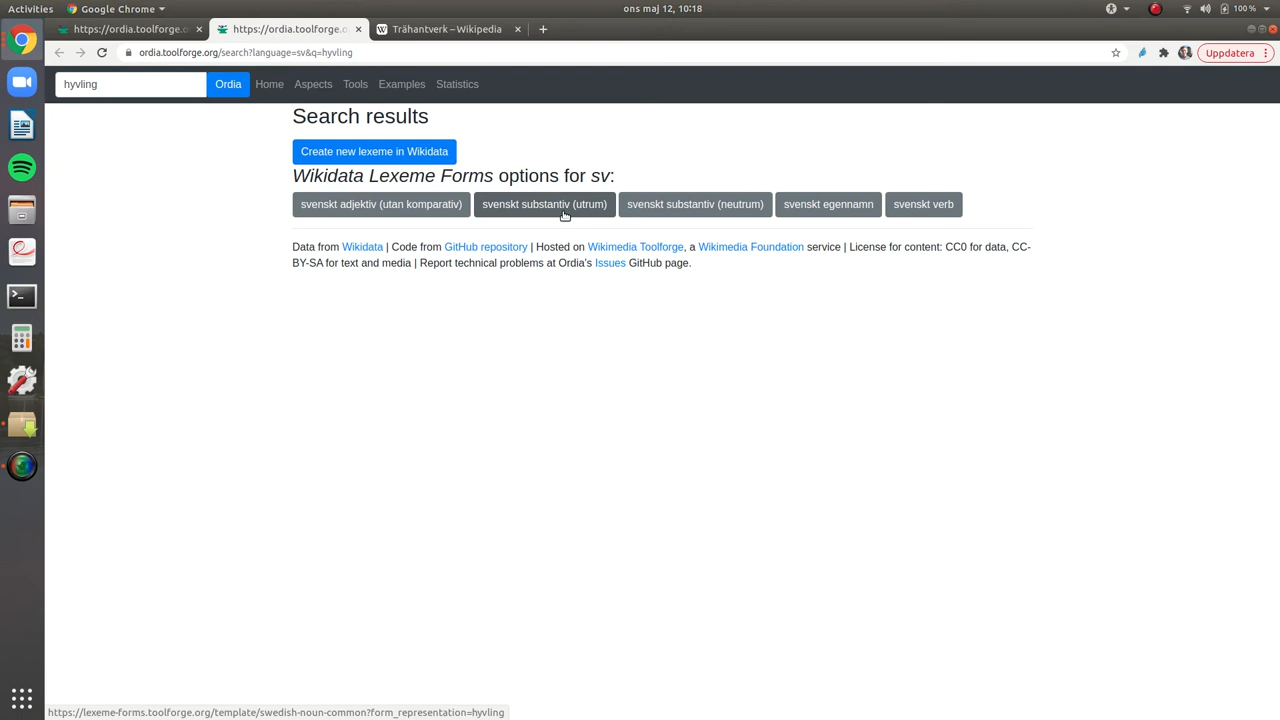 Activities
Google Chrome
ons maj 12, 10:18
100 %
https://ordia.toolforge.o
https://ordia.toolforge.o
Trähantverk – Wikipedia
ordia.toolforge.org/search?language=sv&q=hyvling
Uppdatera
hyvling
Ordia
Home
Aspects
Tools
Examples
Statistics
Search results
Create new lexeme in Wikidata
Wikidata Lexeme Forms options for sv:
svenskt adjektiv (utan komparativ)
svenskt substantiv (utrum)
svenskt substantiv (neutrum)
svenskt egennamn
svenskt verb
Data from Wikidata | Code from GitHub repository | Hosted on Wikimedia Toolforge, a Wikimedia Foundation service | License for content: CC0 for data, CC-
BY-SA for text and media | Report technical problems at Ordia's Issues GitHub page.
https://lexeme-forms.toolforge.org/template/swedish-noun-common?form_representation=hyvling